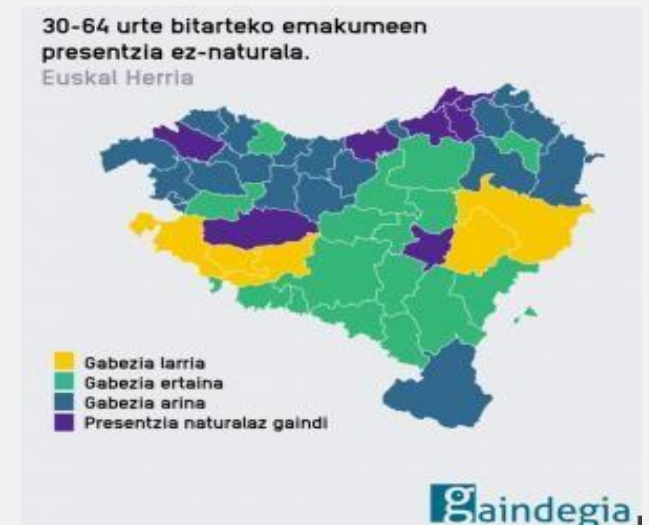 30-64 urte bitarteko emakumeen
presentzia ez-naturala.
Euskal Herria
Gabezia larria
Gabezia ertaina
Gabezia arina
Presentzia naturalaz gaindi
gaindegia